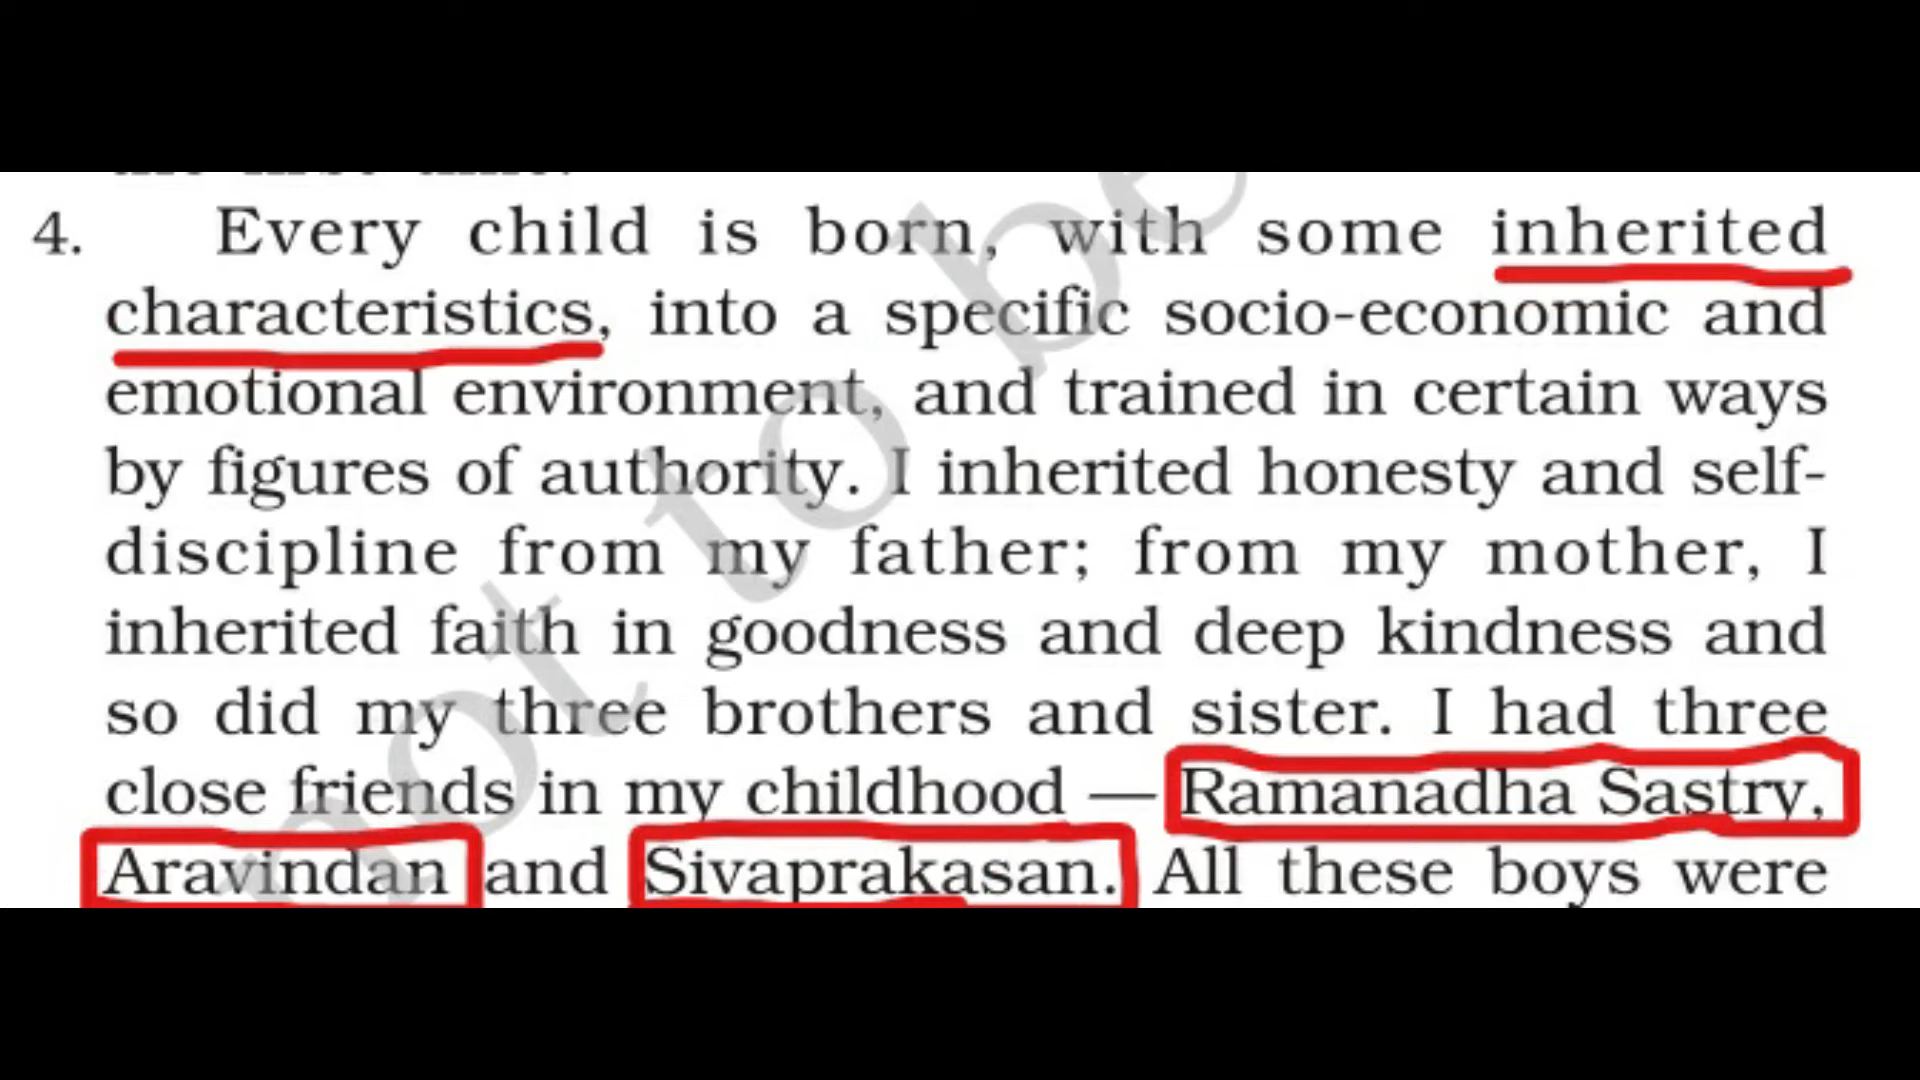 4. Every child is born, with some inherited
characteristics, into a specific socio-economic and
emotional environment, and trained in certain ways
by figures of authority. I inherited honesty and self-
discipline from my father; from my mother, I
inherited faith in goodness and deep kindness and
so did my three brothers and sister. I had three
close friends in my childhood — Ramanadha Sastry,
Aravindan and Sivaprakasan. All these boys were
not to be